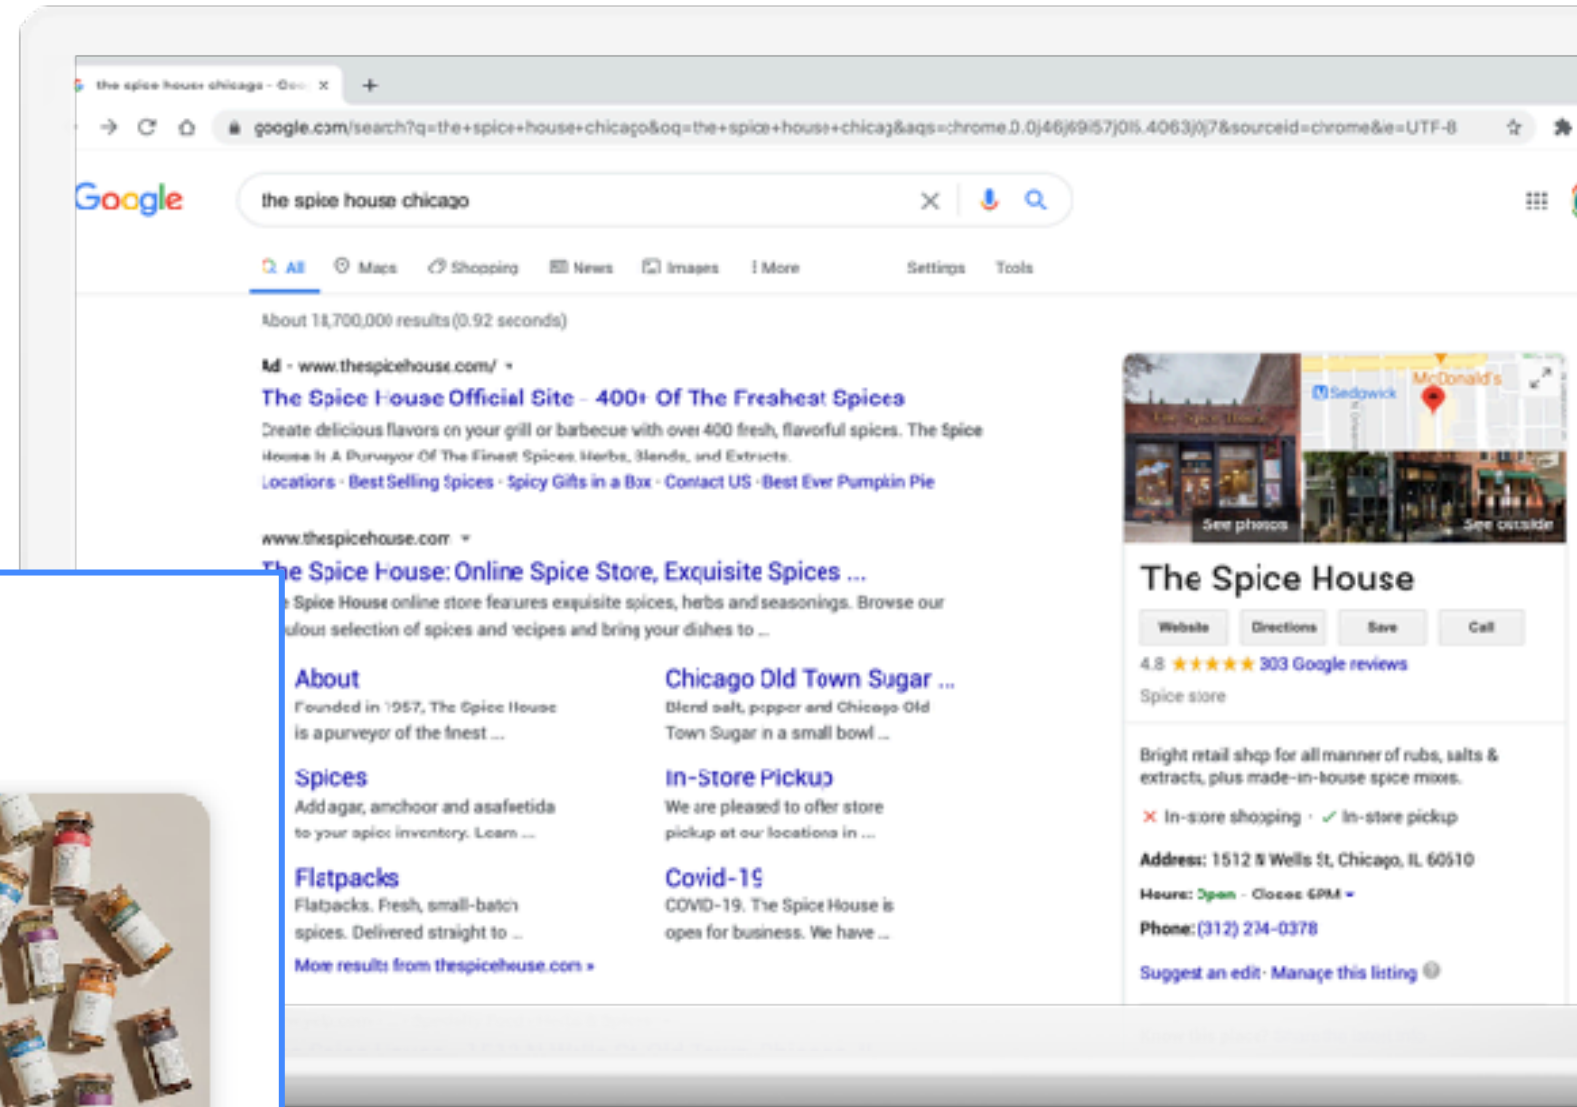 the spice house chicago - Goo
google.com/search?q=the+spice+house+chicago&oq=the+spice+house+chicag&aqs=chrome.0.0j46j69i57j0i5.4063j0j7&sourceid=chrome&ie=UTF-8
Google
the spice house chicago
All Maps Shopping News Images More Settings Tools
About 18,700,000 results (0.92 seconds)
Ad - www.thespicehouse.com/
The Spice House Official Site - 400+ Of The Freshest Spices
Create delicious flavors on your grill or barbecue with over 400 fresh, flavorful spices. The Spice
House Is A Purveyor Of The Finest Spices, Herbs, Blends, and Extracts.
Locations · Best Selling Spices · Spicy Gifts in a Box · Contact US · Best Ever Pumpkin Pie
www.thespicehouse.com
The Spice House: Online Spice Store, Exquisite Spices ...
Spice House online store features exquisite spices, herbs and seasonings. Browse our
selection of spices and recipes and bring your dishes to ...
About
Founded in 1957, The Spice House
is a purveyor of the finest ...
Chicago Old Town Sugar ...
Blend salt, pepper and Chicago Old
Town Sugar in a small bowl ...
Spices
Add agar, amchoor and asafoetida
to your spice inventory. Learn ...
In-Store Pickup
We are pleased to offer store
pickup at our locations in ...
Flatpacks
Flatpacks. Fresh, small-batch
spices. Delivered straight to ...
Covid-19
COVID-19. The Spice House is
open for business. We have ...
More results from thespicehouse.com »
Sedgwick
McDonald's
The Spice House
See photos
See outside
The Spice House
Website Directions Save Call
4.8 303 Google reviews
Spice store
Bright retail shop for all manner of rubs, salts &
extracts, plus made-in-house spice mixes.
In-store shopping · In-store pickup
Address: 1512 N Wells St, Chicago, IL 60610
Hours: Open · Closes 6PM
Phone: (312) 274-0378
Suggest an edit · Manage this listing